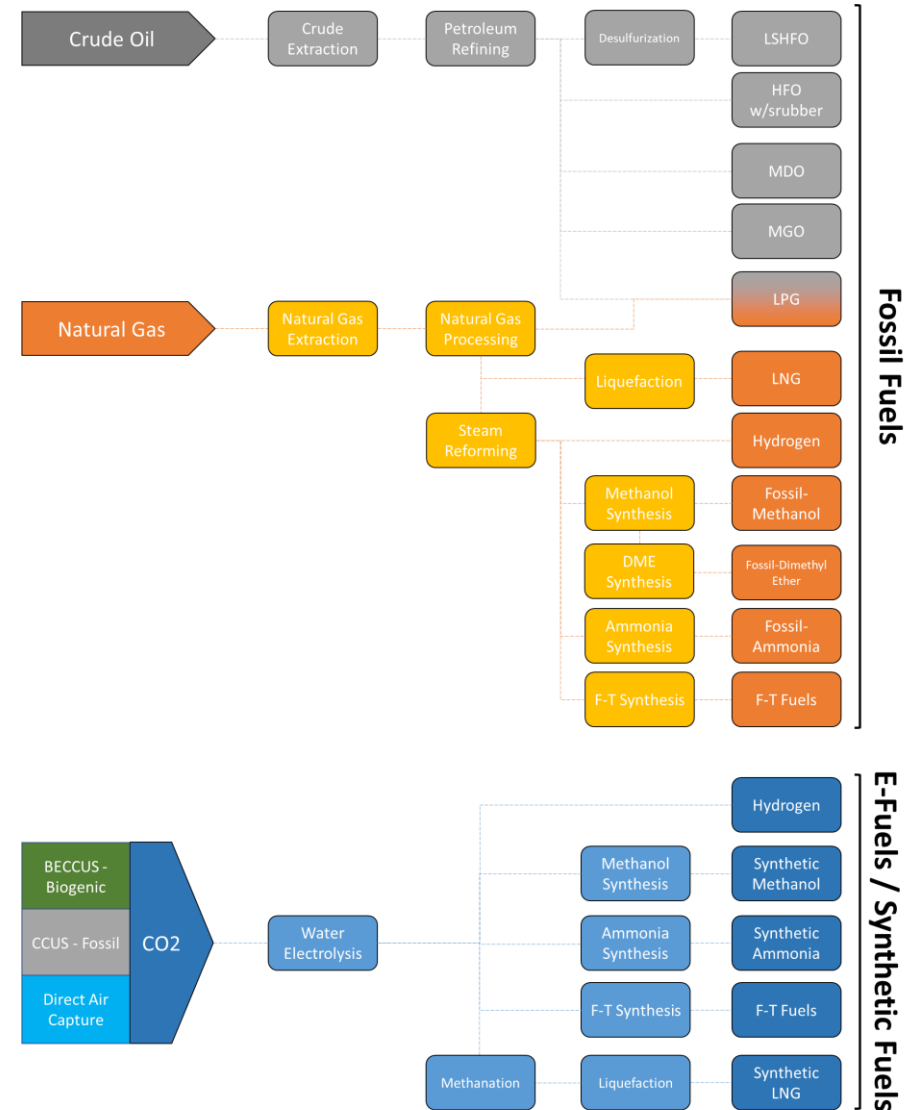 Crude Oil
Crude
Extraction
Petroleum
Refining
Desulfurization
LSHFO
HFO
w/srubber
MDO
MGO
LPG
Natural Gas
Natural Gas
Extraction
Natural Gas
Processing
Liquefaction
LNG
Steam
Reforming
Hydrogen
Methanol
Synthesis
Fossil-
Methanol
DME
Synthesis
Fossil-Dimethyl
Ether
Ammonia
Synthesis
Fossil-
Ammonia
F-T Synthesis
F-T Fuels
Fossil Fuels
Hydrogen
BECCUS -
Biogenic
CCUS - Fossil
Direct Air
Capture
CO2
Water
Electrolysis
Methanol
Synthesis
Synthetic
Methanol
Ammonia
Synthesis
Synthetic
Ammonia
F-T Synthesis
F-T Fuels
Methanation
Liquefaction
Synthetic
LNG
E-Fuels / Synthetic Fuels